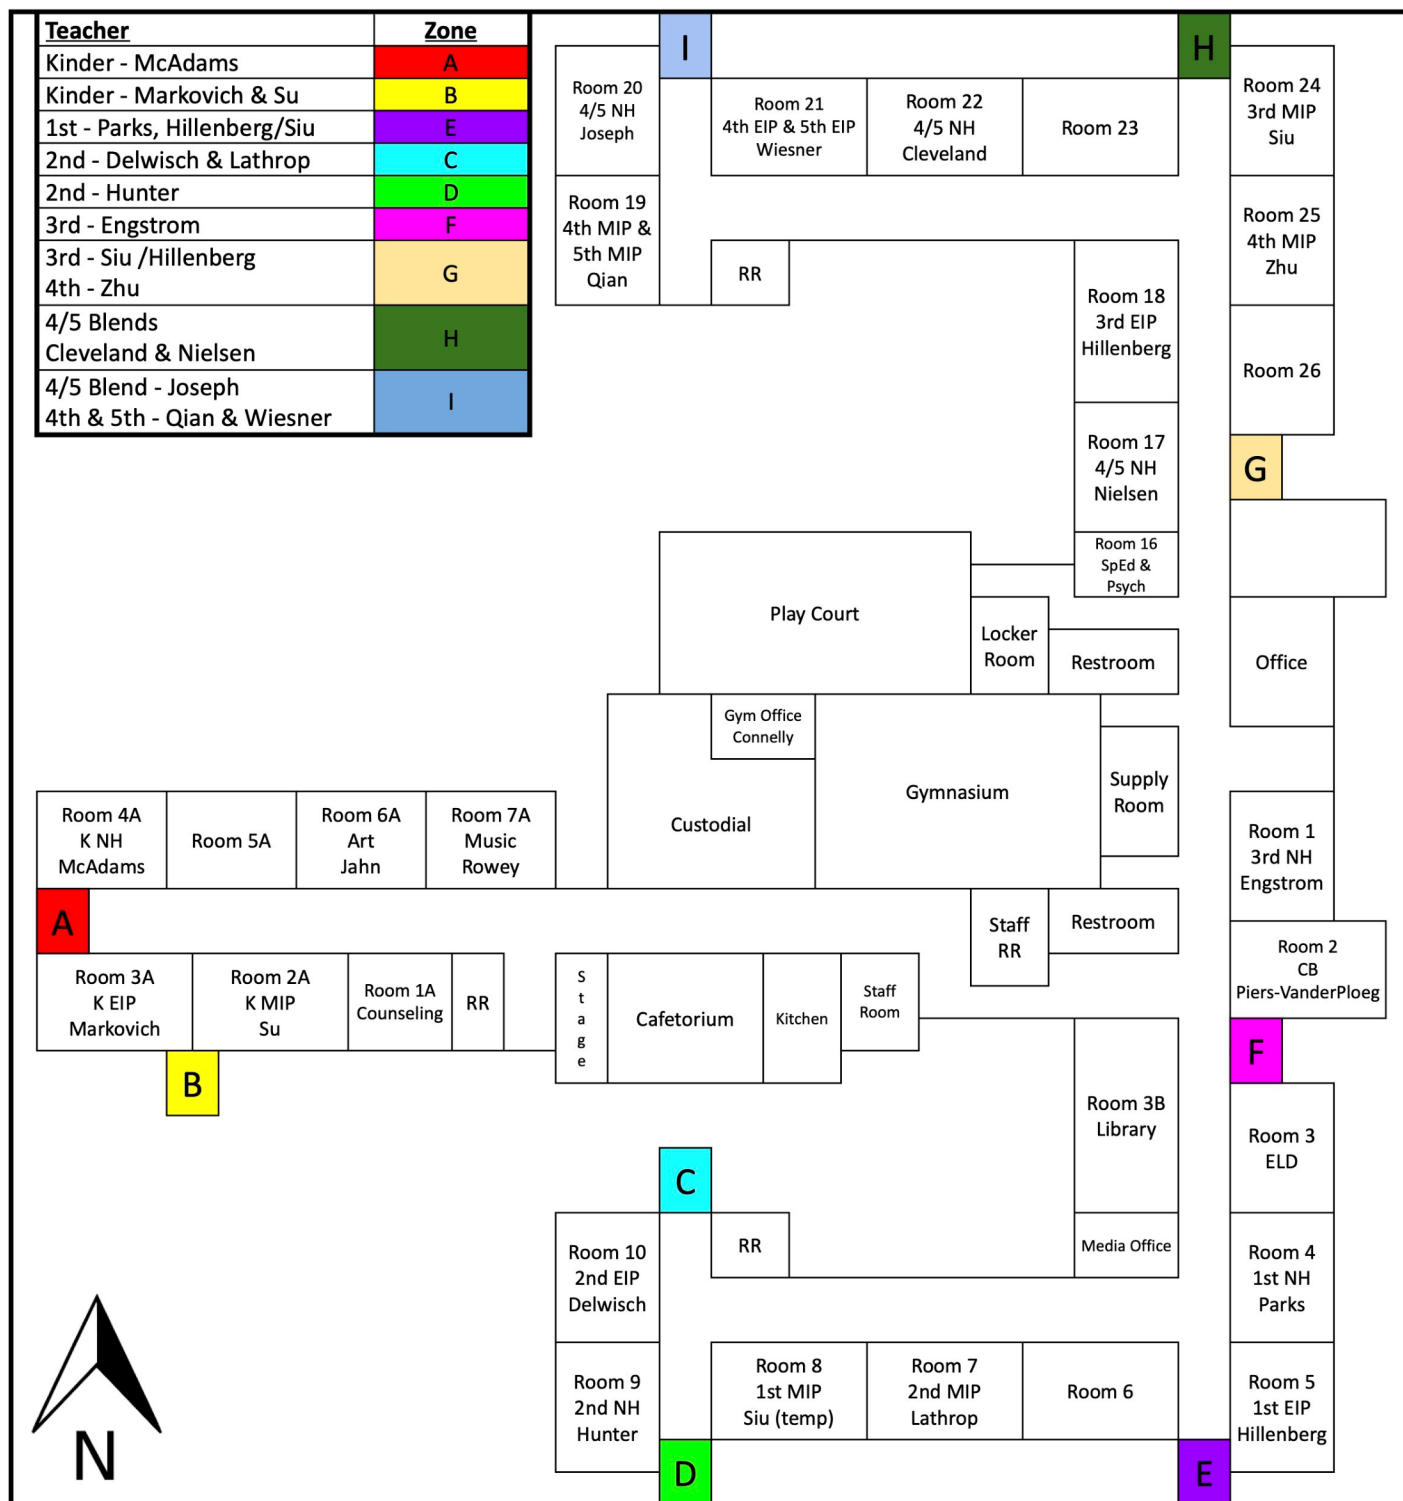 Teacher Zone
Kinder - McAdams A
Kinder - Markovich & Su B
1st - Parks, Hillenberg/Siu E
2nd - Delwisch & Lathrop C
2nd - Hunter D
3rd - Engstrom F
3rd - Siu /Hillenberg
4th - Zhu
G
4/5 Blends
Cleveland & Nielsen
H
4/5 Blend - Joseph
4th & 5th - Qian & Wiesner
I
I
H
Room 20
4/5 NH
Joseph
Room 21
4th EIP & 5th EIP
Wiesner
Room 22
4/5 NH
Cleveland
Room 23
Room 24
3rd MIP
Siu
Room 19
4th MIP &
5th MIP
Qian
RR
Room 25
4th MIP
Zhu
Room 18
3rd EIP
Hillenberg
Room 26
Room 17
4/5 NH
Nielsen
G
Room 16
SpEd &
Psych
Play Court
Locker
Room
Restroom
Office
Gym Office
Connelly
Custodial
Gymnasium
Supply
Room
Room 4A
K NH
McAdams
Room 5A
Room 6A
Art
Jahn
Room 7A
Music
Rowey
Room 1
3rd NH
Engstrom
A
Staff
RR
Restroom
Room 2
CB
Piers-VanderPloeg
Room 3A
K EIP
Markovich
Room 2A
K MIP
Su
Room 1A
Counseling
RR
S
t
a
g
e
Cafetorium
Kitchen
Staff
Room
F
B
Room 3B
Library
Room 3
ELD
C
Room 10
2nd EIP
Delwisch
RR
Media Office
Room 4
1st NH
Parks
Room 9
2nd NH
Hunter
Room 8
1st MIP
Siu (temp)
Room 7
2nd MIP
Lathrop
Room 6
Room 5
1st EIP
Hillenberg
D
E
N